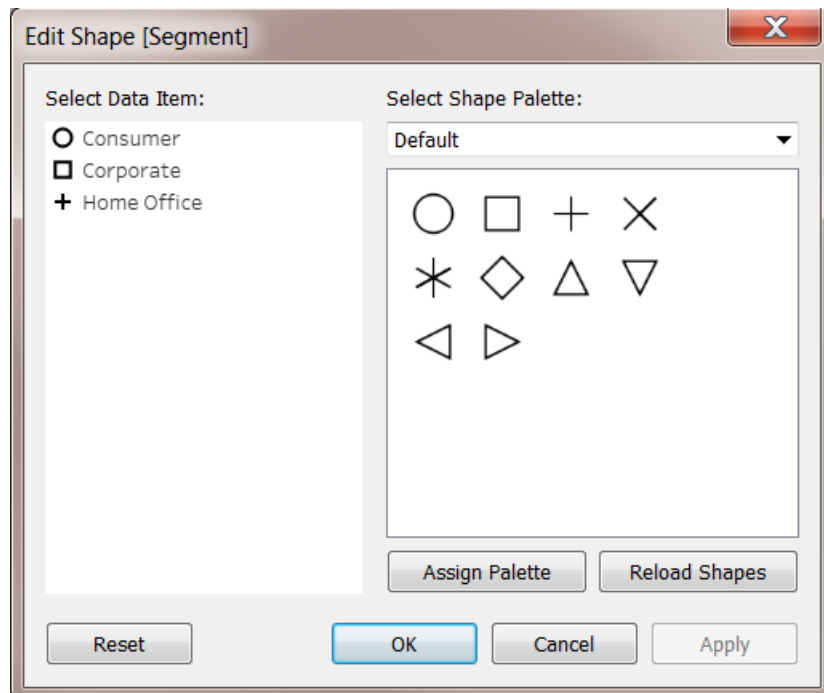 Edit Shape [Segment]
Select Data Item:
Consumer
Corporate
Home Office
Select Shape Palette:
Default
Assign Palette
Reload Shapes
Reset
OK
Cancel
Apply